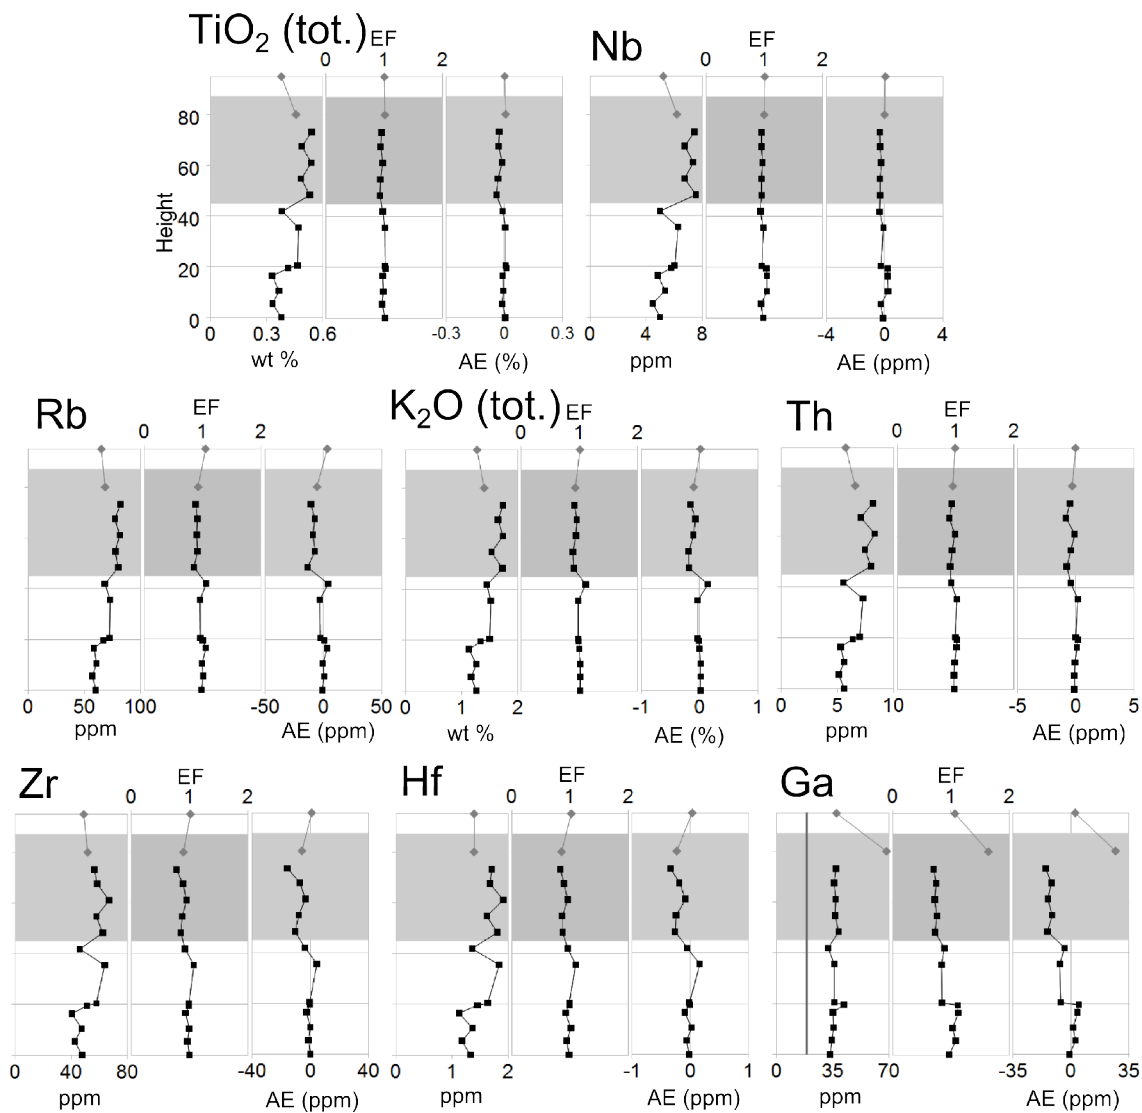 TiO2 (tot.) EF Nb EF
0 1 2 0 1 2
80
60
40
20
0
Height
0 0.3 0.6 -0.3 0 0.3 0 4 8 -4 0 4
wt % AE (%) ppm AE (ppm)
Rb EF K2O (tot.) EF Th EF
0 1 2 0 1 2 0 1 2
0 50 100 -50 0 50 0 1 2 -1 0 1 0 5 10 -5 0 5
ppm AE (ppm) wt % AE (%) ppm AE (ppm)
Zr EF Hf EF Ga EF
0 1 2 0 1 2 0 1 2
0 40 80 -40 0 40 0 1 2 -1 0 1 0 35 70 -35 0 35
ppm AE (ppm) ppm AE (ppm) ppm AE (ppm)